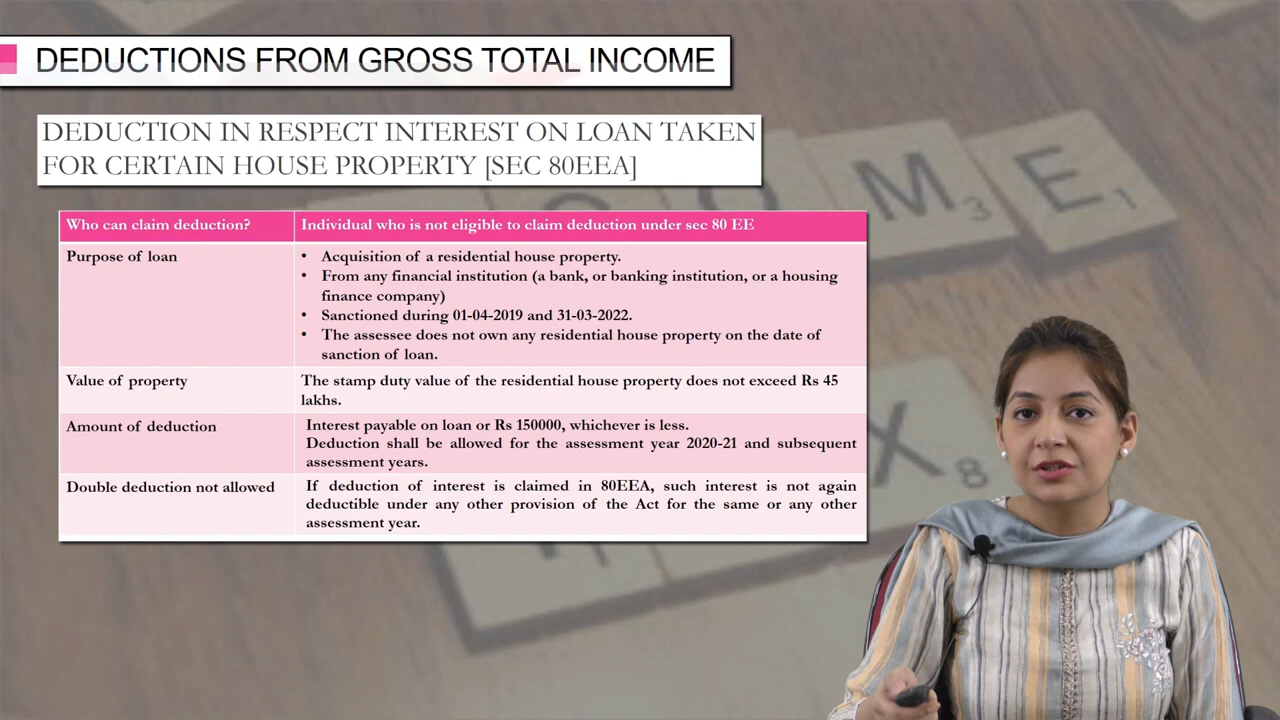 DEDUCTIONS FROM GROSS TOTAL INCOME
DEDUCTION IN RESPECT INTEREST ON LOAN TAKEN
FOR CERTAIN HOUSE PROPERTY [SEC 80EEA]
Who can claim deduction? Individual who is not eligible to claim deduction under sec 80 EE
Purpose of loan
• Acquisition of a residential house property.
• From any financial institution (a bank, or banking institution, or a housing
finance company)
• Sanctioned during 01-04-2019 and 31-03-2022.
• The assessee does not own any residential house property on the date of
sanction of loan.
Value of property
The stamp duty value of the residential house property does not exceed Rs 45
lakhs.
Amount of deduction
Interest payable on loan or Rs 150000, whichever is less.
Deduction shall be allowed for the assessment year 2020-21 and subsequent
assessment years.
Double deduction not allowed
If deduction of interest is claimed in 80EEA, such interest is not again
deductible under any other provision of the Act for the same or any other
assessment year.
O M3 E1
X8